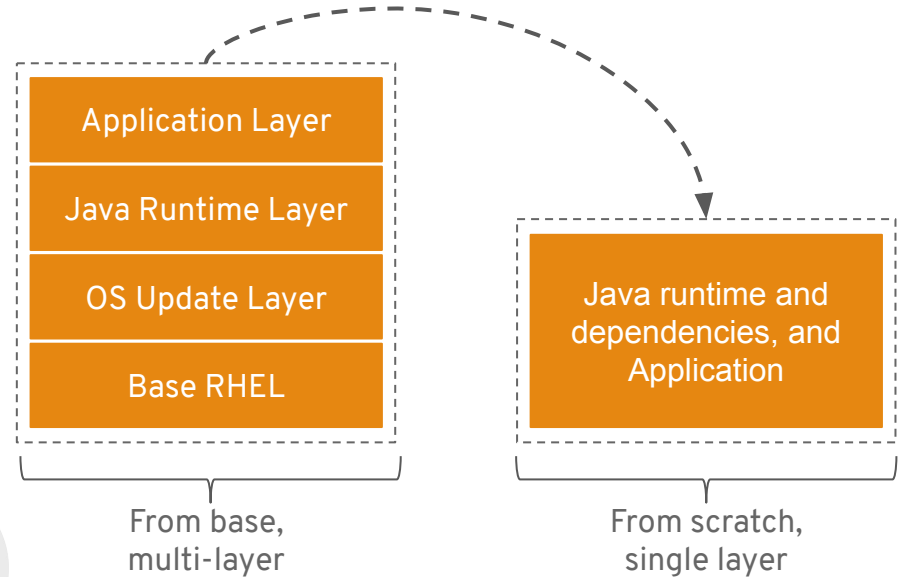 Application Layer
Java Runtime Layer
OS Update Layer
Base RHEL
From base,
multi-layer
Java runtime and
dependencies, and
Application
From scratch,
single layer